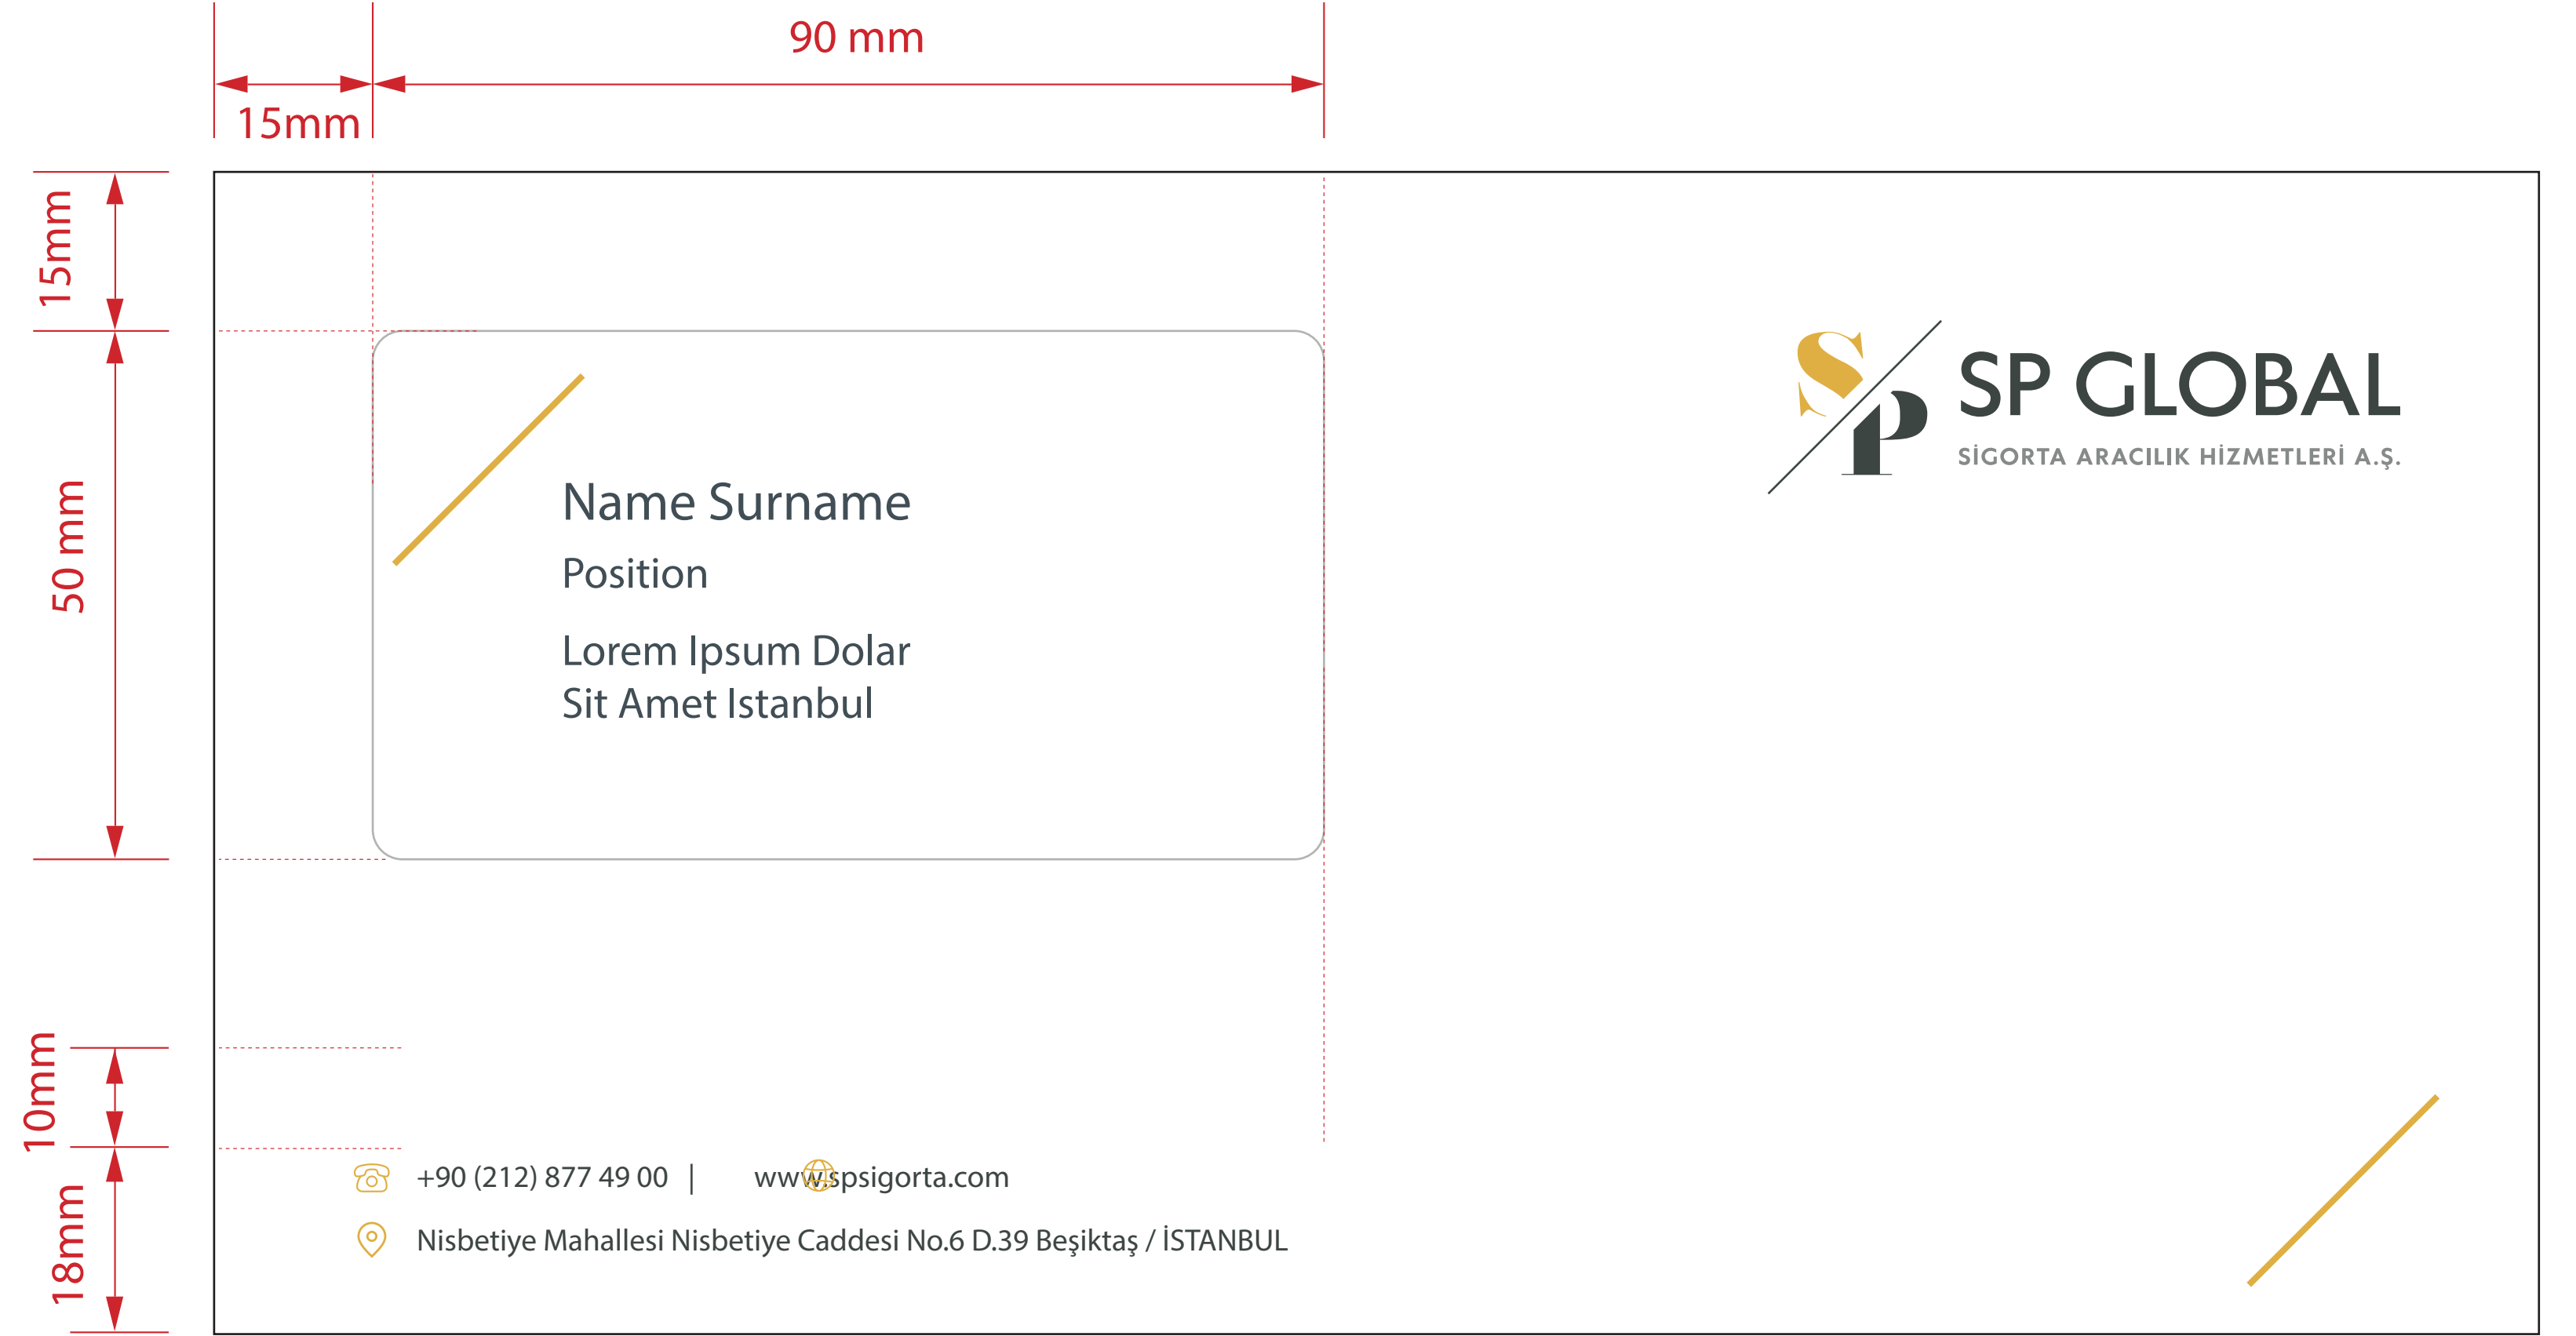 90 mm
15mm
15mm
50 mm
10mm
18mm
S
P
SP GLOBAL
SİGORTA ARACILIK HİZMETLERİ A.Ş.
Name Surname
Position
Lorem Ipsum Dolar
Sit Amet Istanbul
+90 (212) 877 49 00 | www.spsigorta.com
Nisbetiye Mahallesi Nisbetiye Caddesi No.6 D.39 Beşiktaş / İSTANBUL